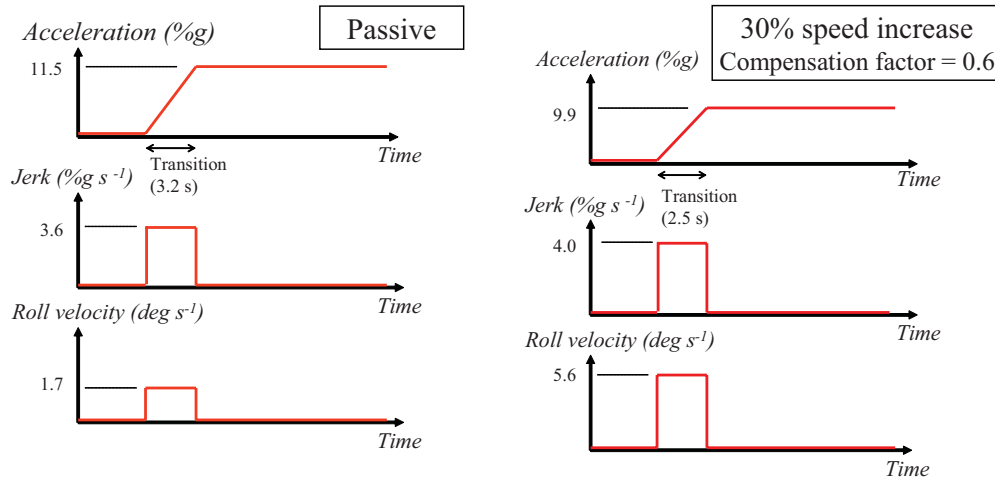 Passive
Acceleration (%g)
11.5
Time
Transition
(3.2 s)
Jerk (%g s -1)
3.6
Time
Roll velocity (deg s-1)
1.7
Time
30% speed increase
Compensation factor = 0.6
Acceleration (%g)
9.9
Time
Transition
(2.5 s)
Jerk (%g s -1)
4.0
Time
Roll velocity (deg s-1)
5.6
Time